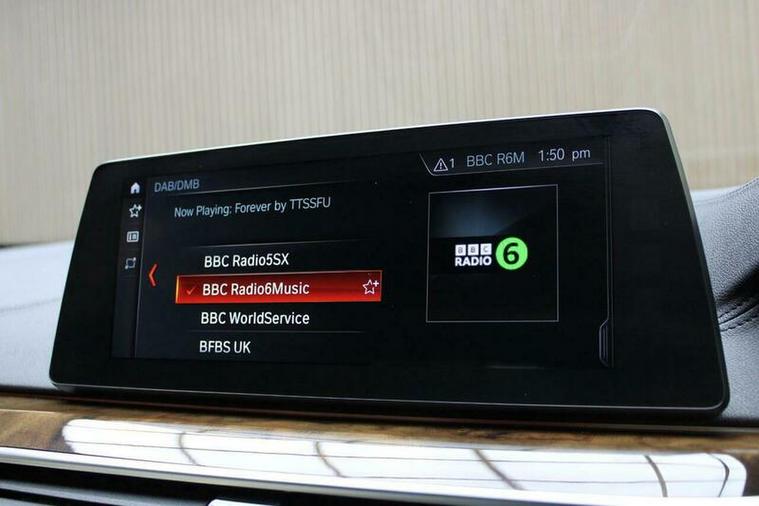 DAB/DMB
1 BBC R6M 1:50 pm
Now Playing: Forever by TTSSFU
BBC Radio5SX
BBC Radio6Music
BBC WorldService
BFBS UK
BBC
RADIO 6